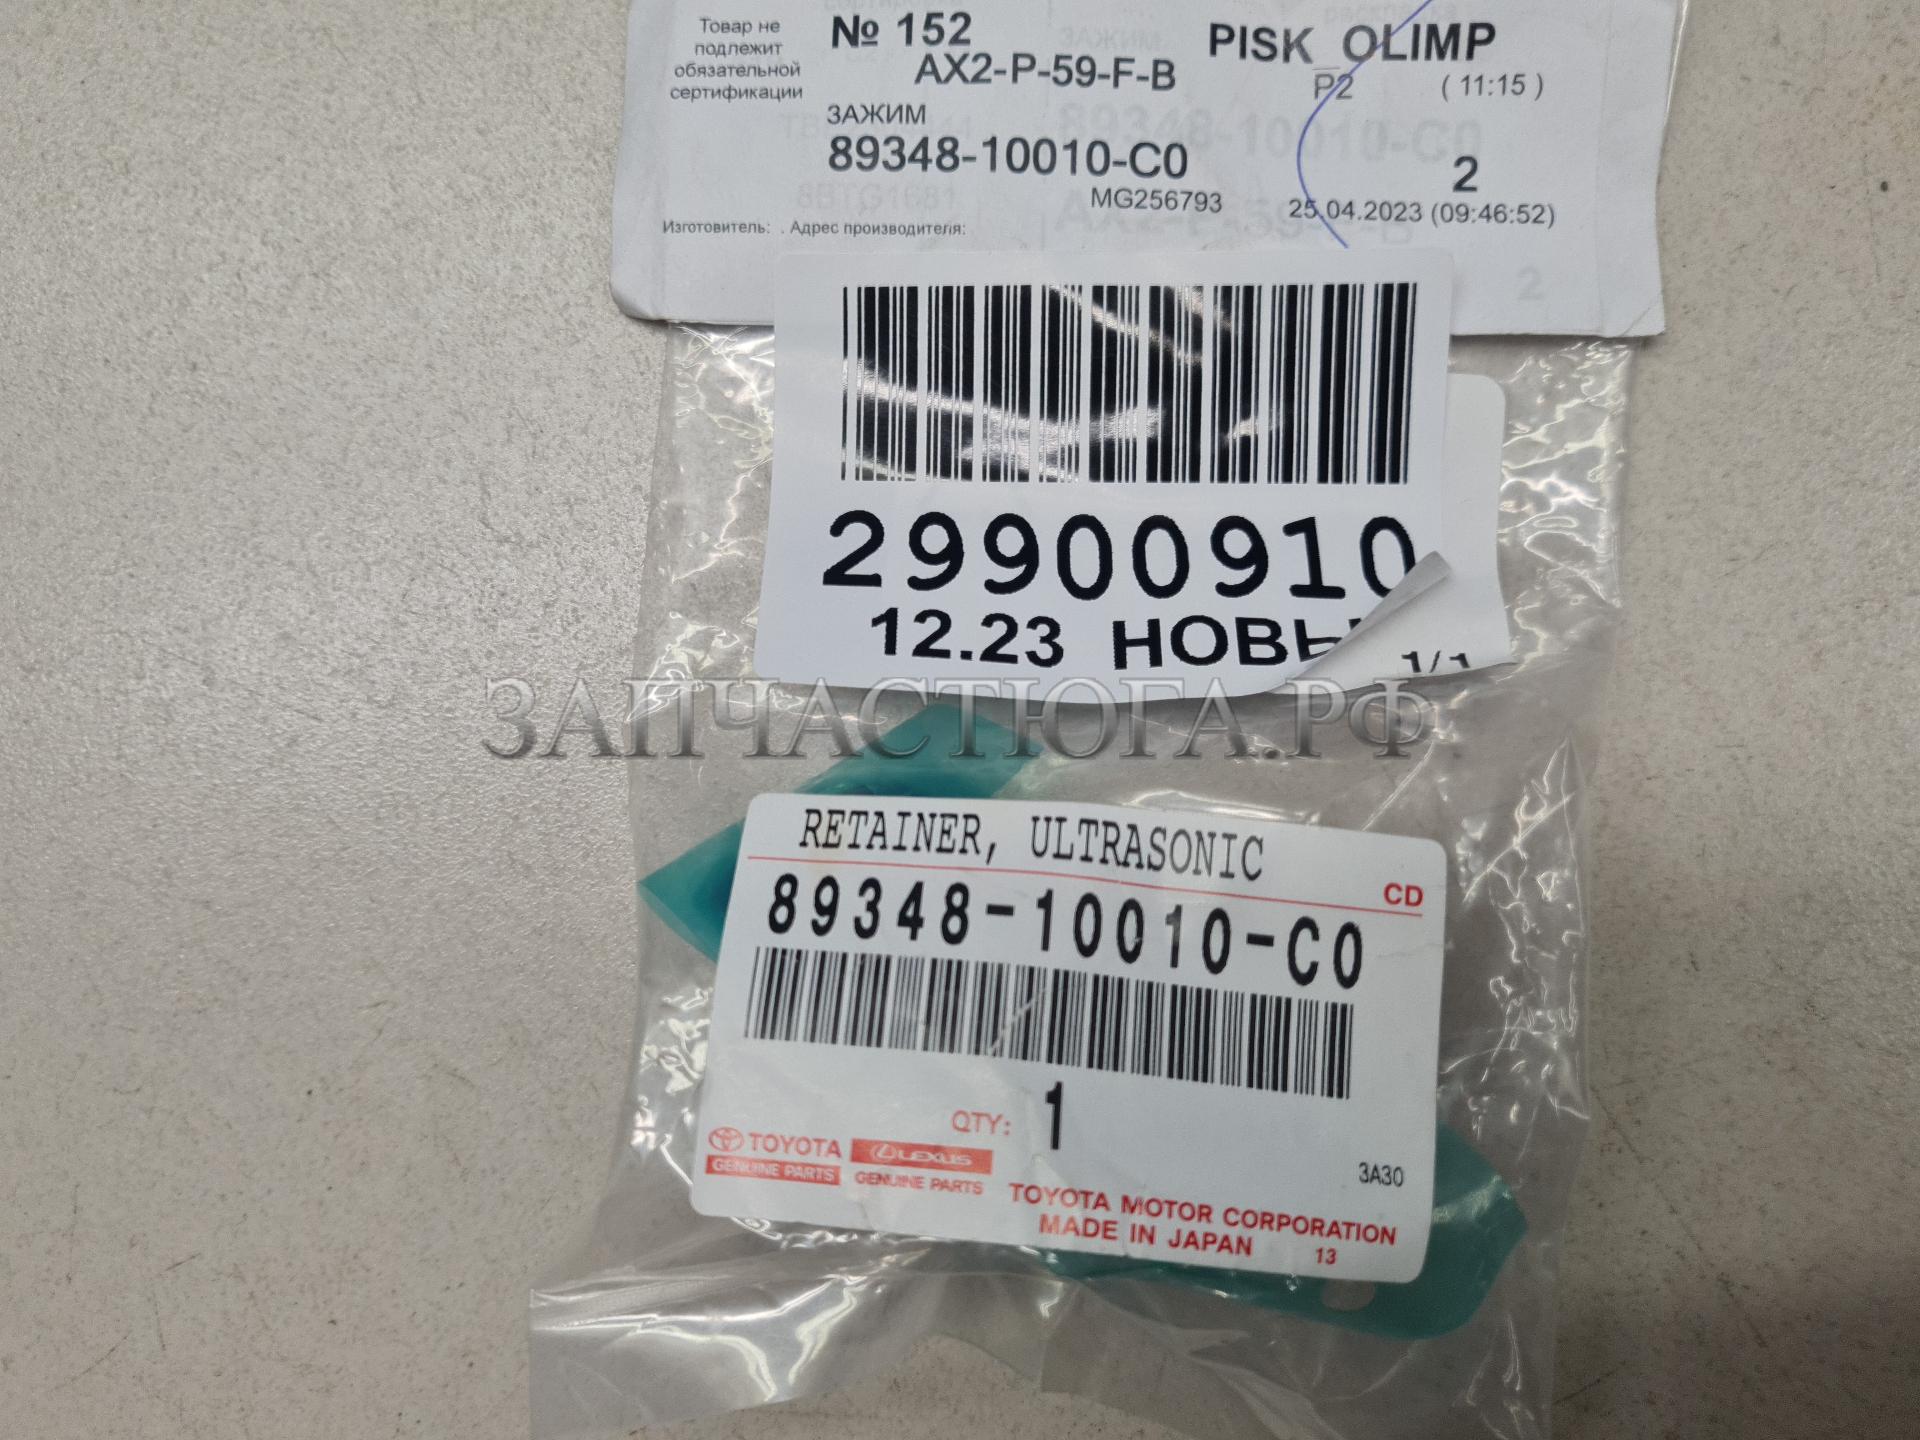 Товар не
подлежит
обязательной
сертификации
№ 152
AX2-P-59-F-B
PISK_OLIMP
P2 ( 11:15 )
ЗАЖИМ
89348-10010-C0
2
MG256793
25.04.2023 (09:46:52)
Изготовитель: . Адрес производителя:
29900910
12.23 НОВЫ
1/1
ЗАПЧАСТЮГА.РФ
RETAINER, ULTRASONIC
CD
89348-10010-C0
QTY: 1
TOYOTA
GENUINE PARTS
LEXUS
GENUINE PARTS
3A30
TOYOTA MOTOR CORPORATION
MADE IN JAPAN 13